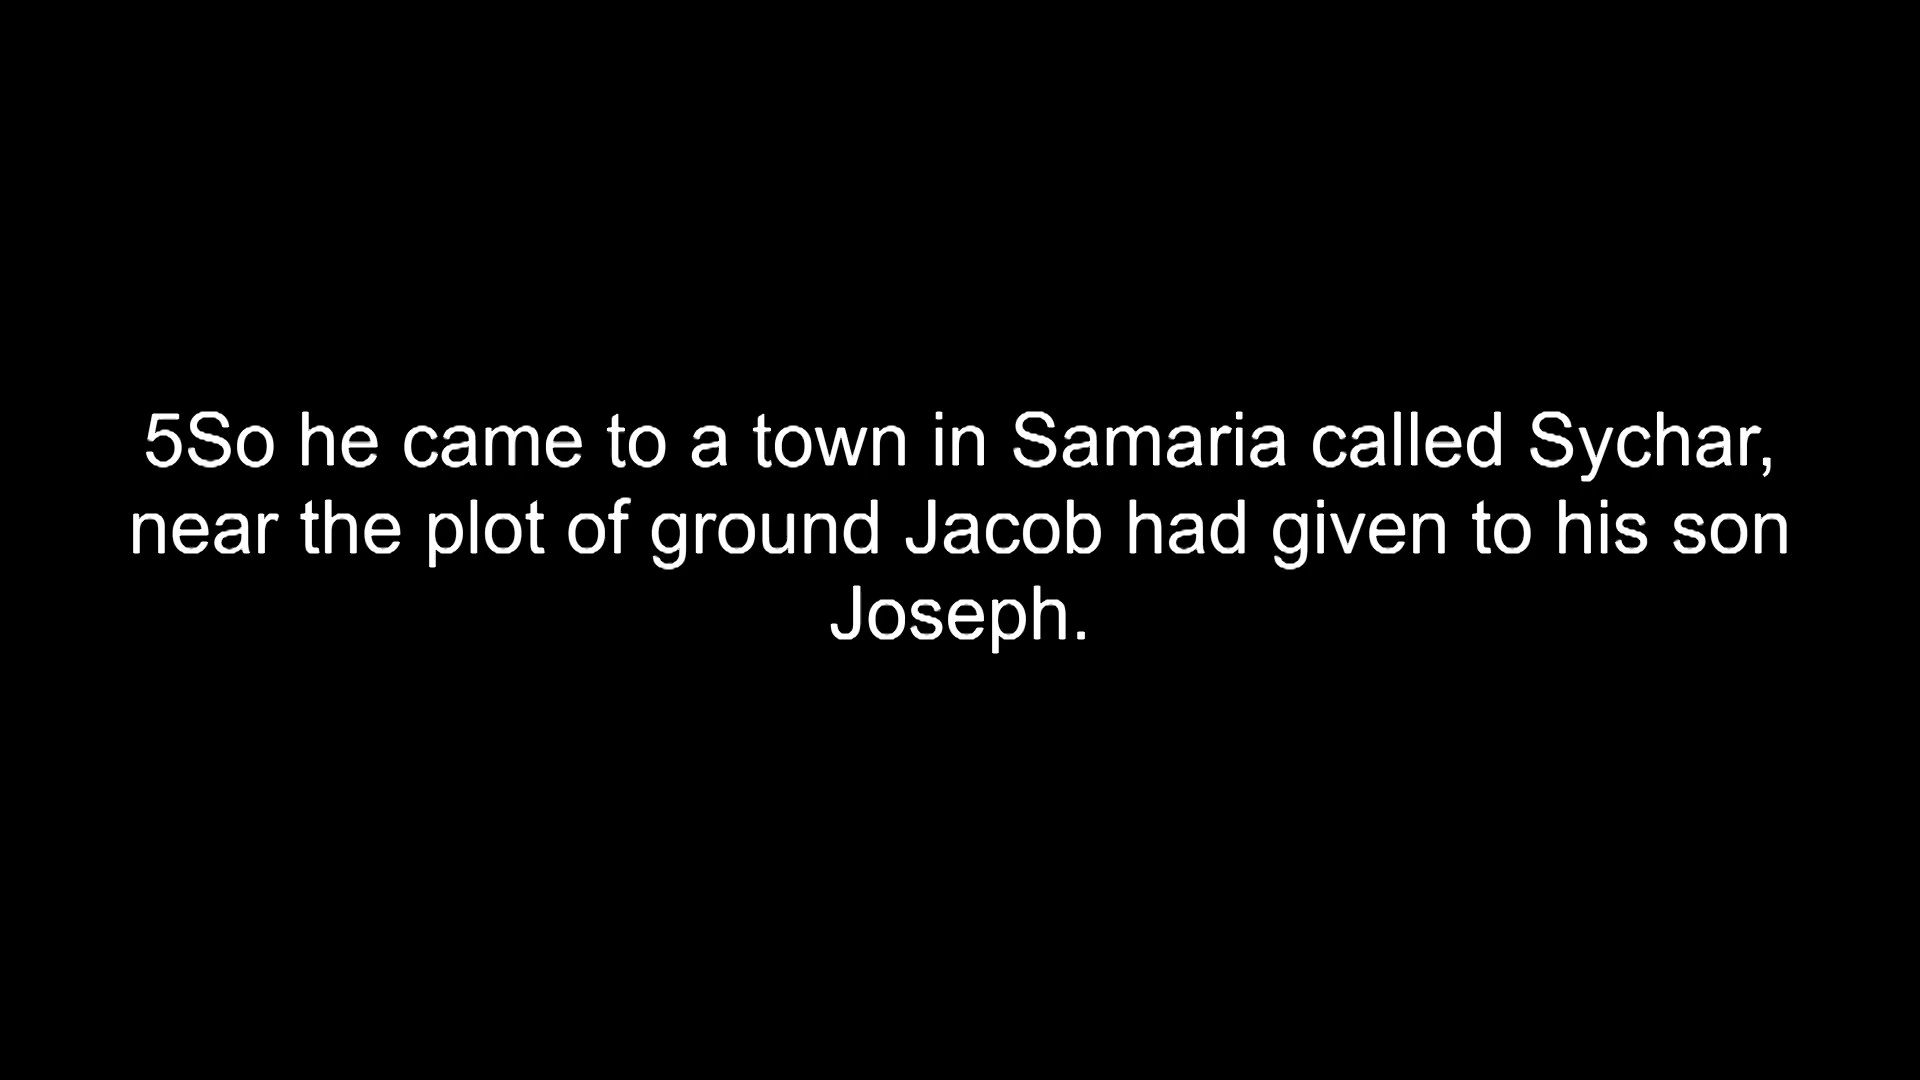 5So he came to a town in Samaria called Sychar,
near the plot of ground Jacob had given to his son
Joseph.